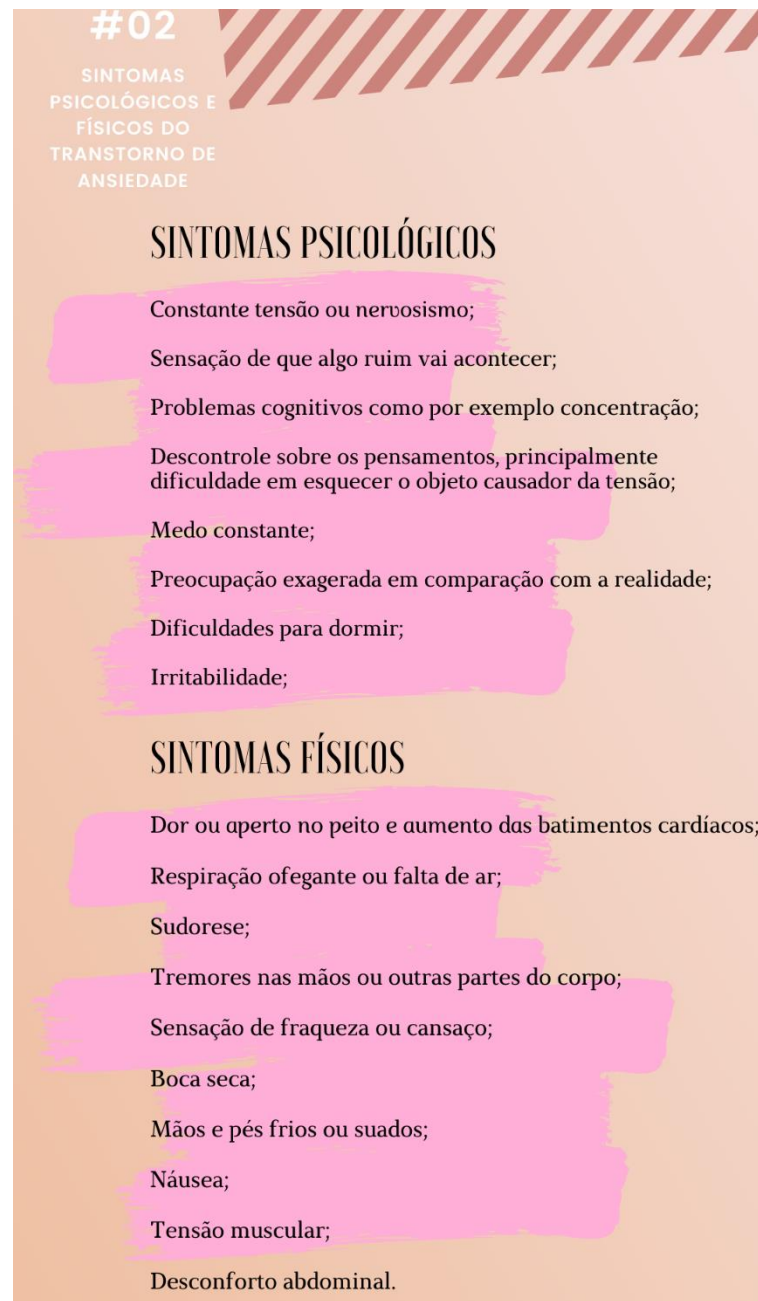 #02
SINTOMAS
PSICOLÓGICOS E
FÍSICOS DO
TRANSTORNO DE
ANSIEDADE
SINTOMAS PSICOLÓGICOS
Constante tensão ou nervosismo;
Sensação de que algo ruim vai acontecer;
Problemas cognitivos como por exemplo concentração;
Descontrole sobre os pensamentos, principalmente
dificuldade em esquecer o objeto causador da tensão;
Medo constante;
Preocupação exagerada em comparação com a realidade;
Dificuldades para dormir;
Irritabilidade;
SINTOMAS FÍSICOS
Dor ou aperto no peito e aumento das batimentos cardíacos;
Respiração ofegante ou falta de ar;
Sudorese;
Tremores nas mãos ou outras partes do corpo;
Sensação de fraqueza ou cansaço;
Boca seca;
Mãos e pés frios ou suados;
Náusea;
Tensão muscular;
Desconforto abdominal.